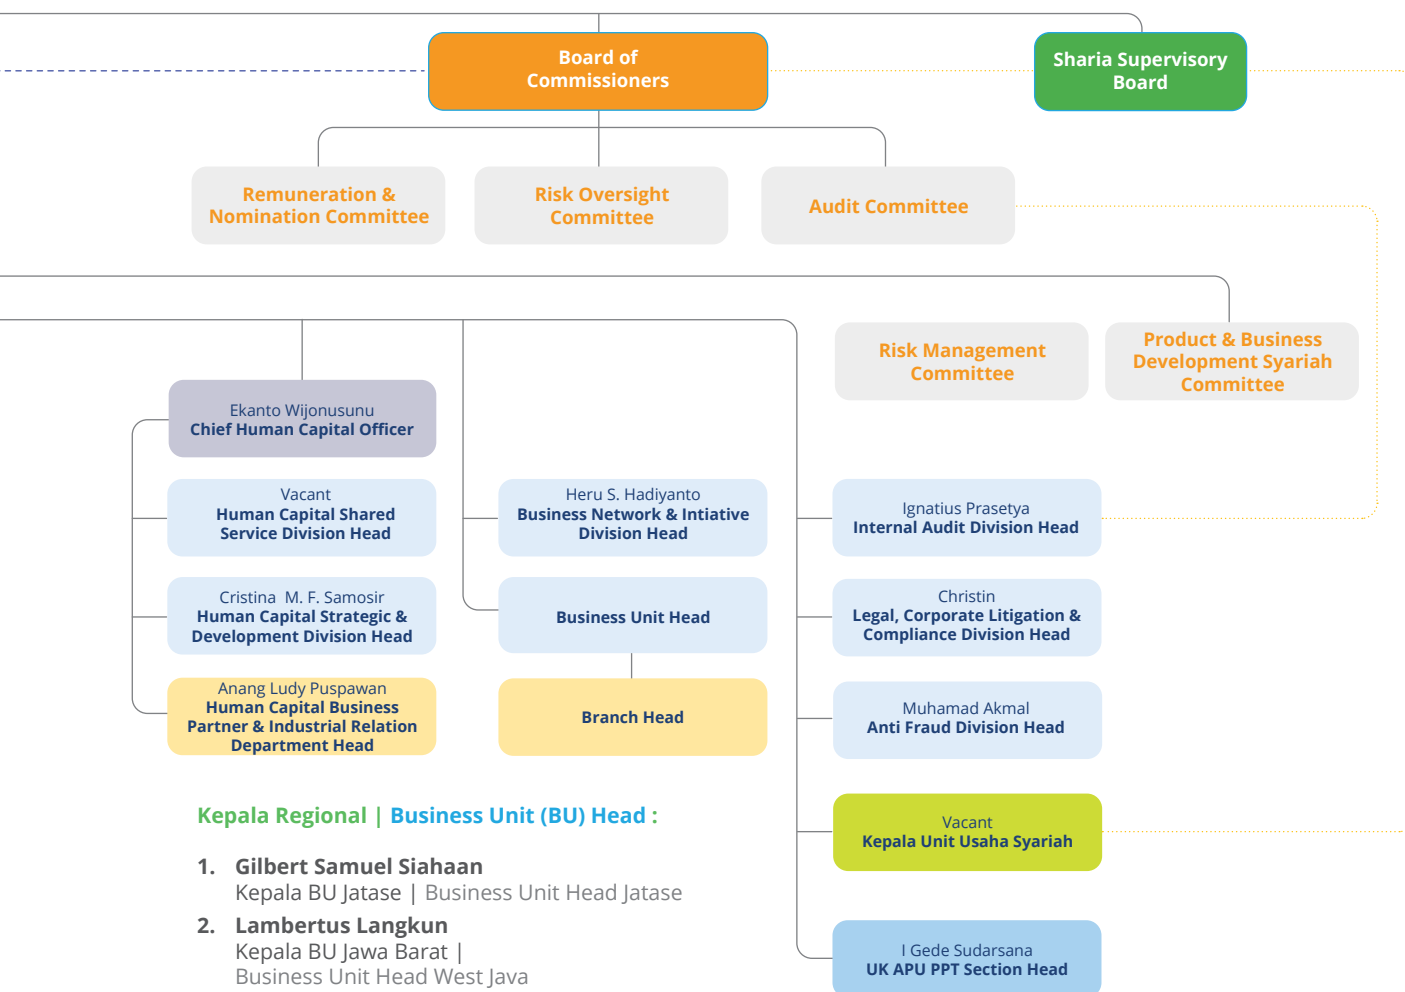 Board of
Commissioners
Sharia Supervisory
Board
Remuneration &
Nomination Committee
Risk Oversight
Committee
Audit Committee
Risk Management
Committee
Product & Business
Development Syariah
Committee
Ekanto Wijonusunu
Chief Human Capital Officer
Vacant
Human Capital Shared
Service Division Head
Cristina M. F. Samosir
Human Capital Strategic &
Development Division Head
Anang Ludy Puspawan
Human Capital Business
Partner & Industrial Relation
Department Head
Heru S. Hadiyanto
Business Network & Intiative
Division Head
Business Unit Head
Branch Head
Ignatius Prasetya
Internal Audit Division Head
Christin
Legal, Corporate Litigation &
Compliance Division Head
Muhamad Akmal
Anti Fraud Division Head
Vacant
Kepala Unit Usaha Syariah
I Gede Sudarsana
UK APU PPT Section Head
Kepala Regional | Business Unit (BU) Head :
1. Gilbert Samuel Siahaan
Kepala BU Jatase | Business Unit Head Jatase
2. Lambertus Langkun
Kepala BU Jawa Barat |
Business Unit Head West Java